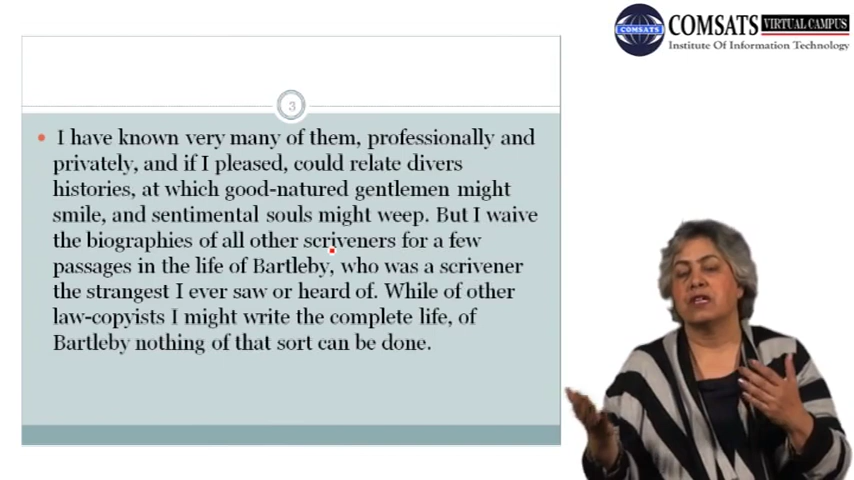 COMSATS
COMSATS VIRTUAL CAMPUS
Institute Of Information Technology
3
I have known very many of them, professionally and
privately, and if I pleased, could relate divers
histories, at which good-natured gentlemen might
smile, and sentimental souls might weep. But I waive
the biographies of all other scriveners for a few
passages in the life of Bartleby, who was a scrivener
the strangest I ever saw or heard of. While of other
law-copyists I might write the complete life, of
Bartleby nothing of that sort can be done.